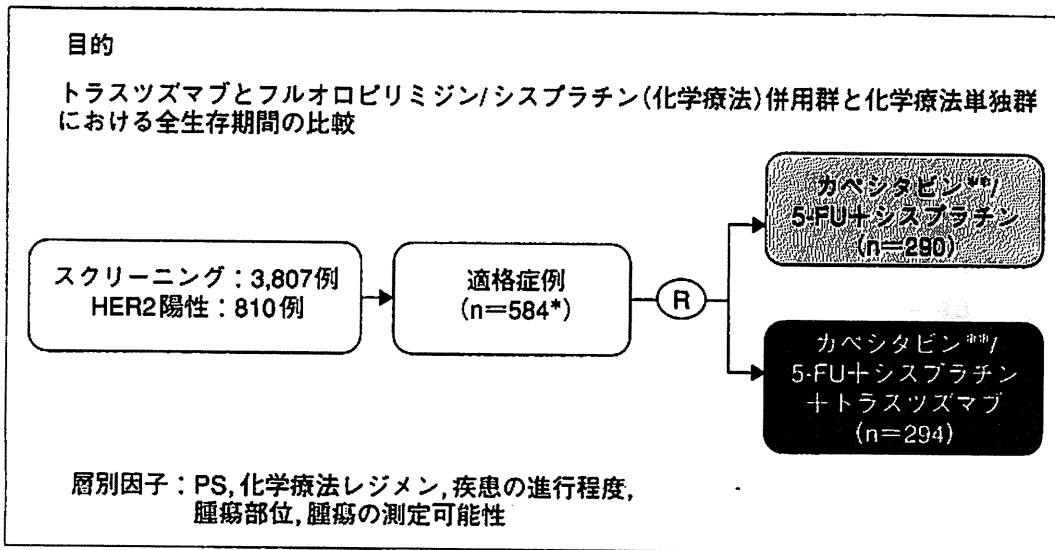 目的
トラスツズマブとフルオロピリミジン/シスプラチン(化学療法)併用群と化学療法単独群
における全生存期間の比較
カペシタビン**/
5-FU+シスプラチン
(n=290)
スクリーニング:3,807例
HER2陽性:810例
適格症例
(n=584*)
R
カペシタビン**/
5-FU+シスプラチン
+トラスツズマブ
(n=294)
層別因子:PS,化学療法レジメン,疾患の進行程度,
腫瘍部位,腫瘍の測定可能性